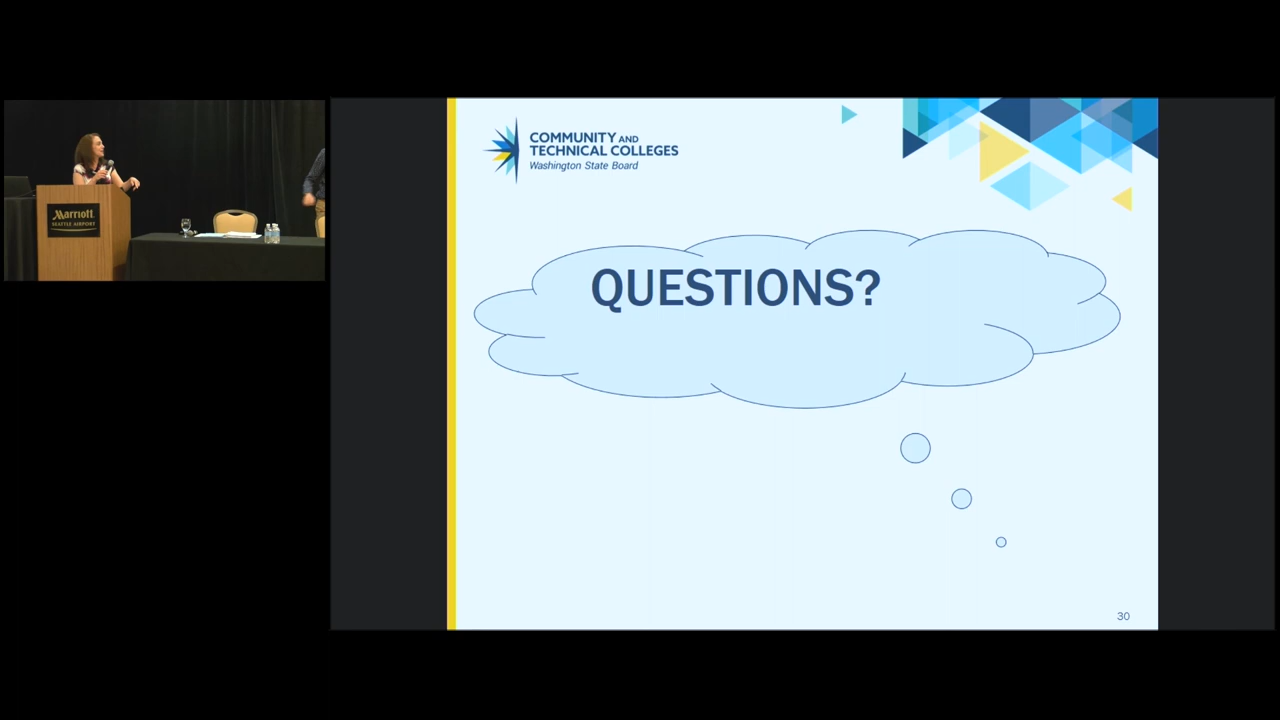 Marriott
SEATTLE AIRPORT
COMMUNITY AND
TECHNICAL COLLEGES
Washington State Board
QUESTIONS?
30